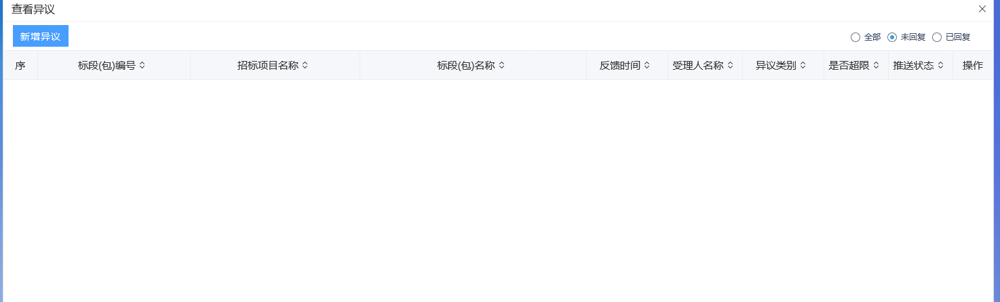 查看异议
新增异议
全部 未回复 已回复
序 标段(包)编号 招标项目名称 标段(包)名称 反馈时间 受理人名称 异议类别 是否超限 推送状态 操作